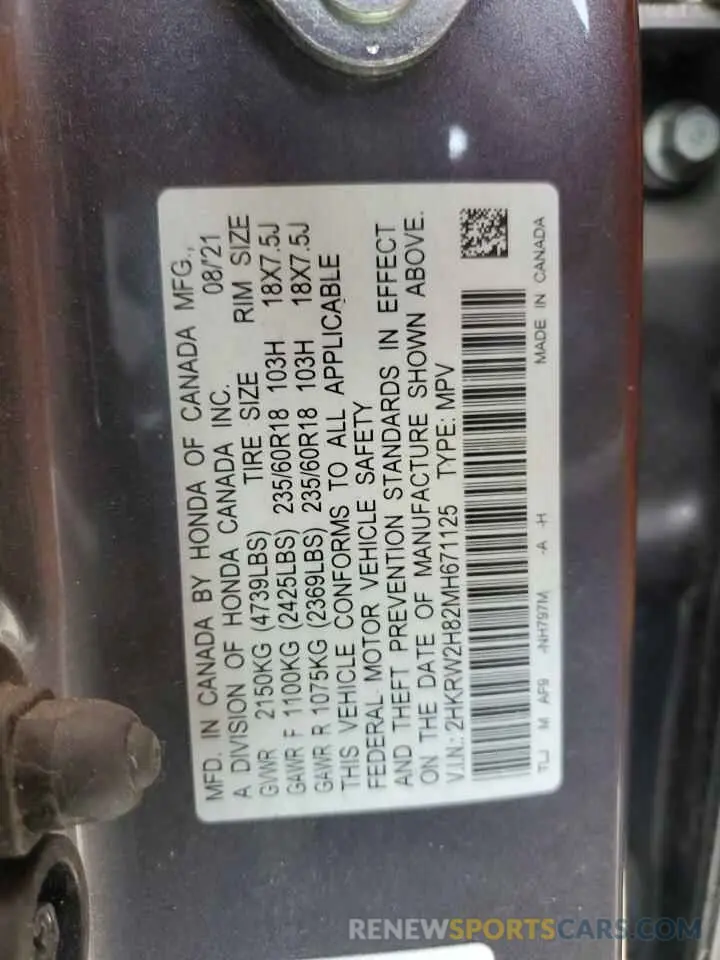 MFD. IN CANADA BY HONDA OF CANADA MFG.,
A DIVISION OF HONDA CANADA INC. 08/'21
GVWR 2150KG (4739LBS) TIRE SIZE RIM SIZE
GAWR F 1100KG (2425LBS) 235/60R18 103H 18X7.5J
GAWR R 1075KG (2369LBS) 235/60R18 103H 18X7.5J
THIS VEHICLE CONFORMS TO ALL APPLICABLE
FEDERAL MOTOR VEHICLE SAFETY
AND THEFT PREVENTION STANDARDS IN EFFECT
ON THE DATE OF MANUFACTURE SHOWN ABOVE.
V.I.N.: 2HKRW2H82MH671125 TYPE: MPV
TLJ M AF9 -NH797M -A -H MADE IN CANADA
RENEWSPORTSCARS.COM